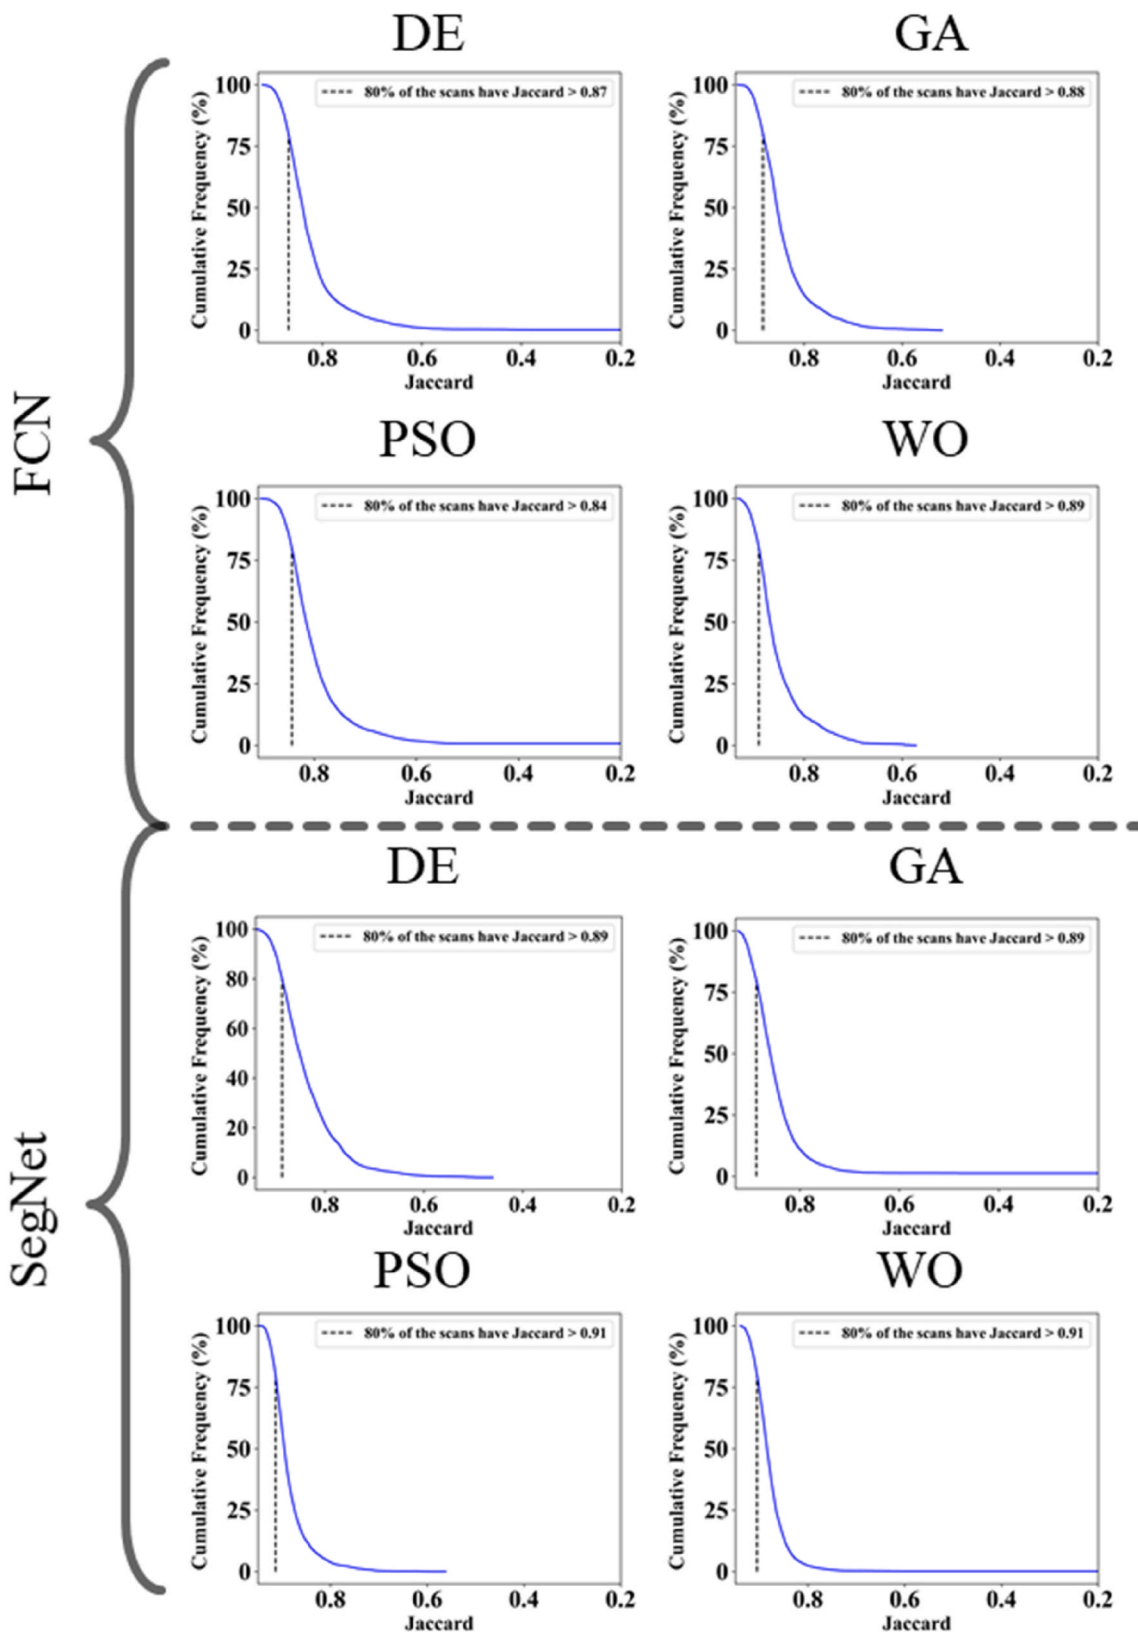 FCN
DE
80% of the scans have Jaccard > 0.87
Cumulative Frequency (%)
100
75
50
25
0
0.8 0.6 0.4 0.2
Jaccard
GA
80% of the scans have Jaccard > 0.88
Cumulative Frequency (%)
100
75
50
25
0
0.8 0.6 0.4 0.2
Jaccard
PSO
80% of the scans have Jaccard > 0.84
Cumulative Frequency (%)
100
75
50
25
0
0.8 0.6 0.4 0.2
Jaccard
WO
80% of the scans have Jaccard > 0.89
Cumulative Frequency (%)
100
75
50
25
0
0.8 0.6 0.4 0.2
Jaccard
SegNet
DE
80% of the scans have Jaccard > 0.89
Cumulative Frequency (%)
100
80
60
40
20
0
0.8 0.6 0.4 0.2
Jaccard
GA
80% of the scans have Jaccard > 0.89
Cumulative Frequency (%)
100
75
50
25
0
0.8 0.6 0.4 0.2
Jaccard
PSO
80% of the scans have Jaccard > 0.91
Cumulative Frequency (%)
100
75
50
25
0
0.8 0.6 0.4 0.2
Jaccard
WO
80% of the scans have Jaccard > 0.91
Cumulative Frequency (%)
100
75
50
25
0
0.8 0.6 0.4 0.2
Jaccard